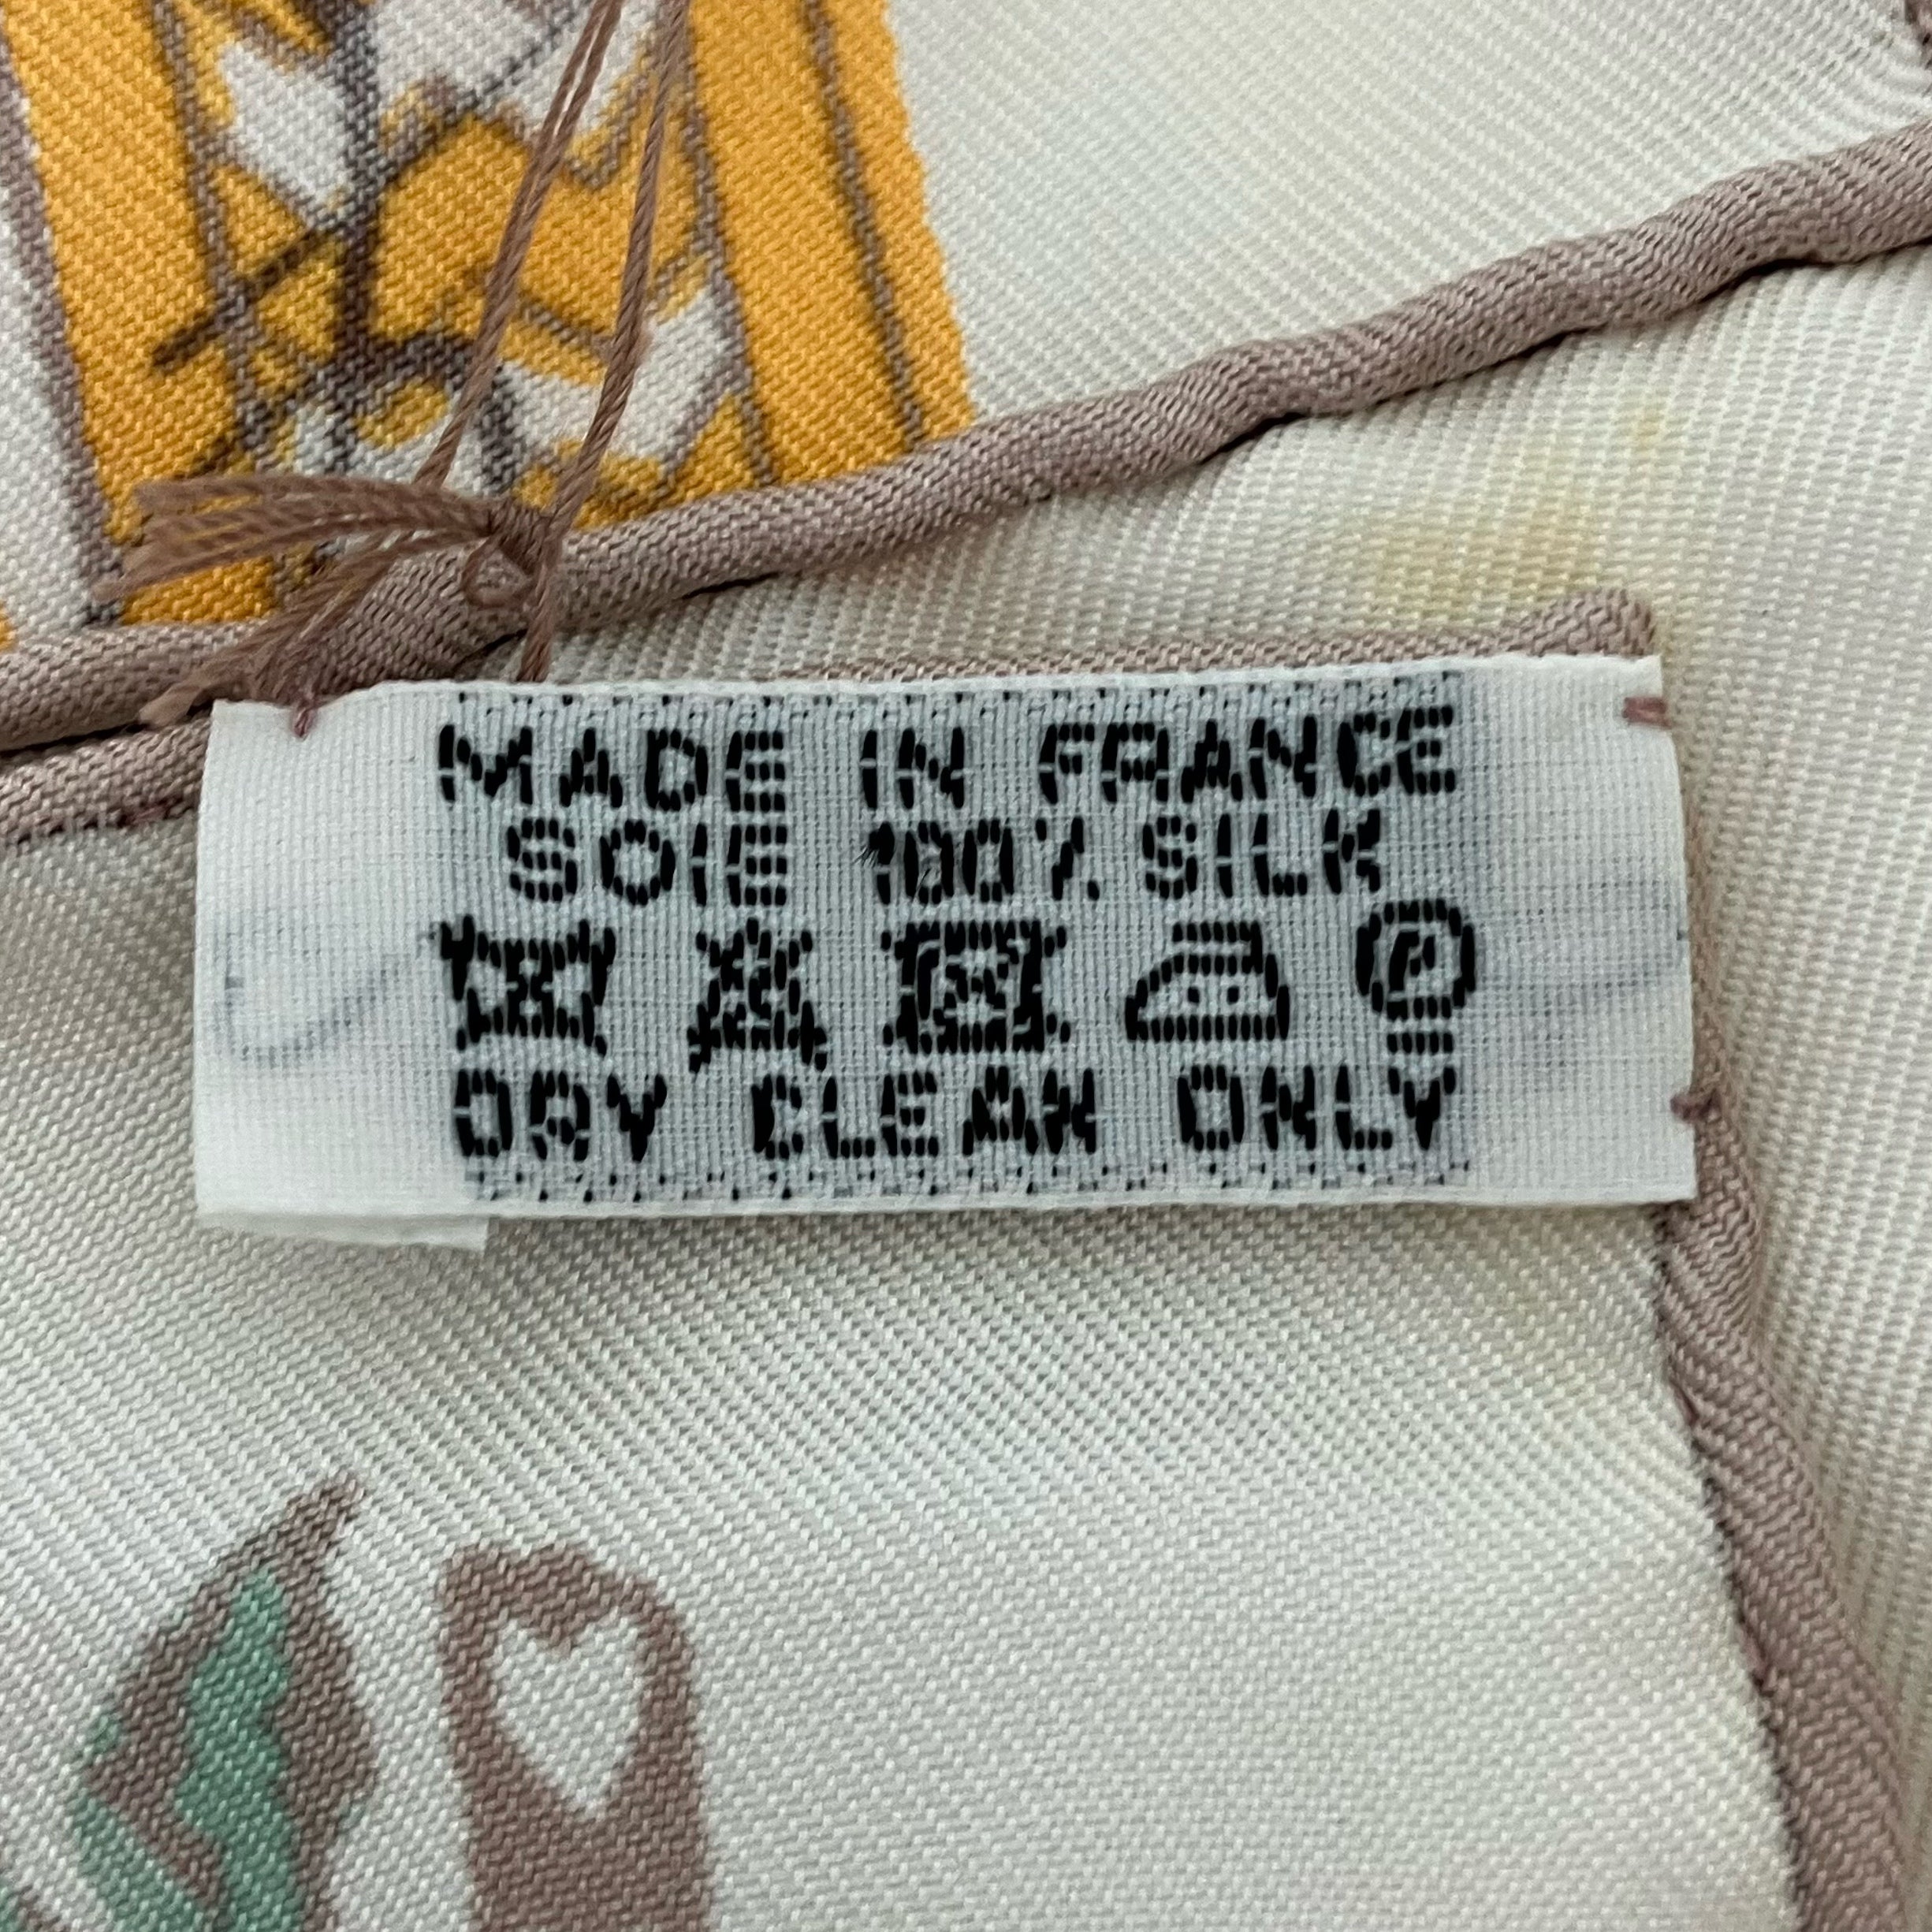 MADE IN FRANCE
SOIE 100% SILK
P
DRY CLEAN ONLY